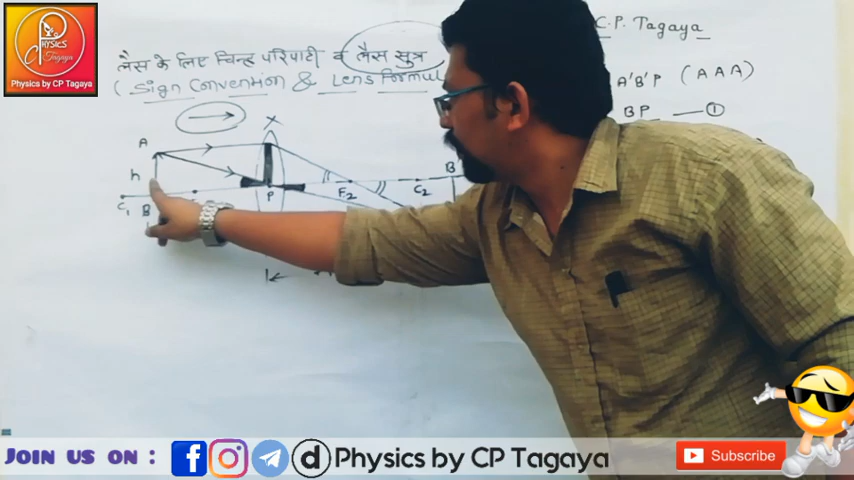 PHYSICS
CP
Tagaya
Physics by CP Tagaya
C.P. Tagaya
लैंस के लिए चिन्ह परिपाटी व लैंस सूत्र
(Sign Convention & Lens Formul
A'B'P (AAA)
BP — ①
X
A
h
B
C₁
P
F₂
C₂
B
JOIN US ON :
f
d
Physics by CP Tagaya
Subscribe